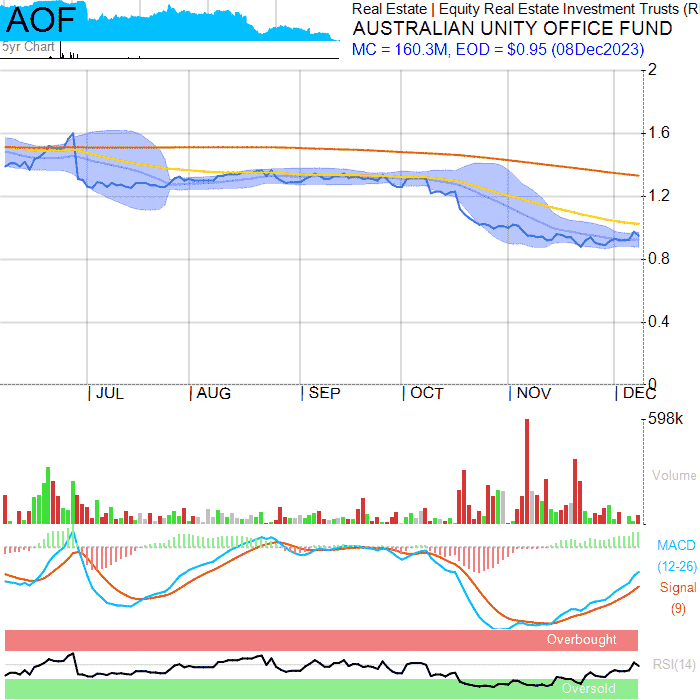 AOF
5yr Chart
Real Estate | Equity Real Estate Investment Trusts (R
AUSTRALIAN UNITY OFFICE FUND
MC = 160.3M, EOD = $0.95 (08Dec2023)
2
1.6
1.2
0.8
0.4
0
JUL AUG SEP OCT NOV DEC
598k
Volume
MACD
(12-26)
Signal
(9)
Overbought
RSI(14)
Oversold